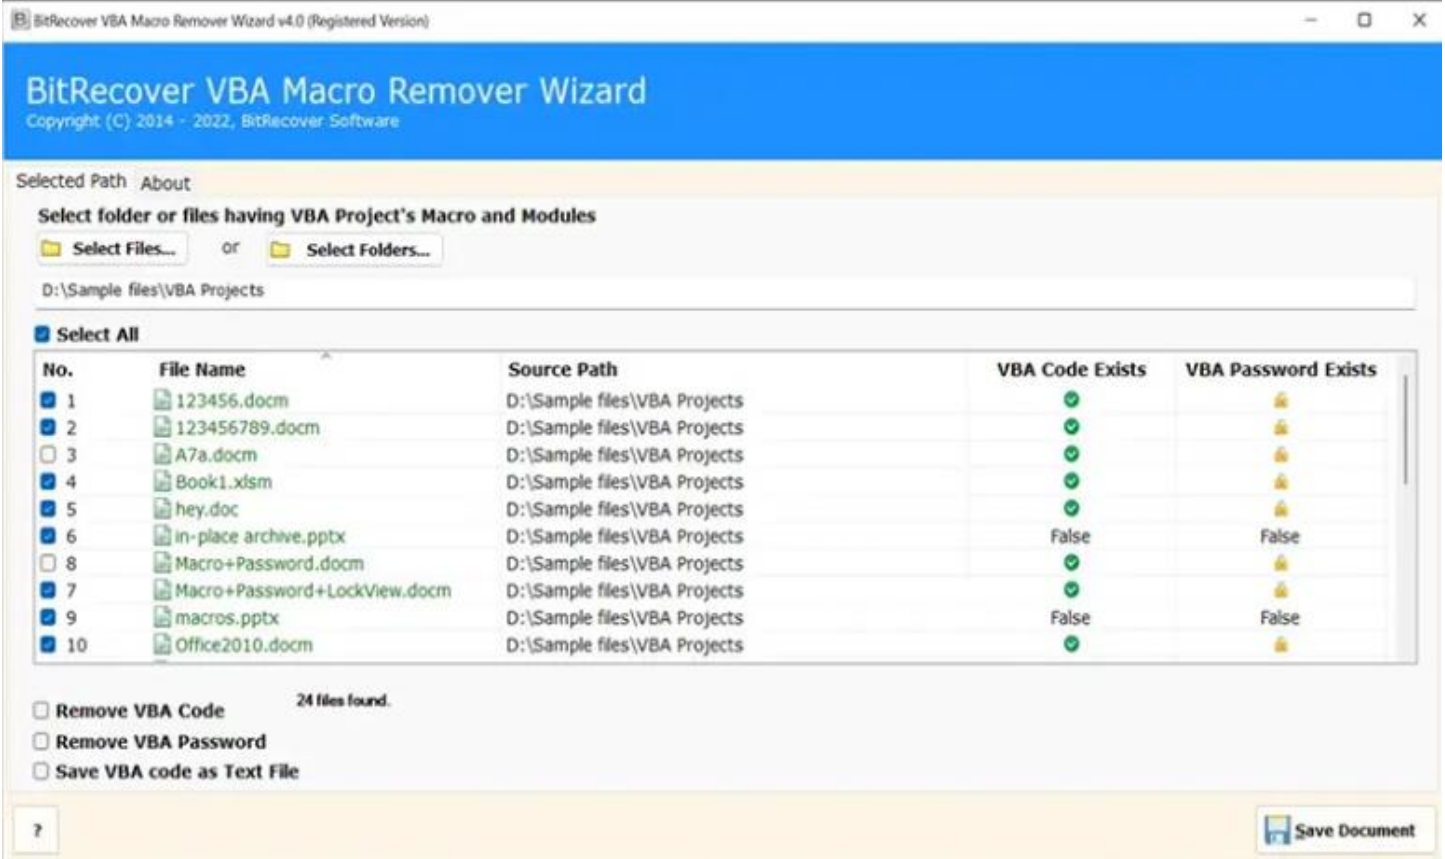 BitRecover VBA Macro Remover Wizard v4.0 (Registered Version)
BitRecover VBA Macro Remover Wizard
Copyright (C) 2014 - 2022, BitRecover Software
Selected Path About
Select folder or files having VBA Project's Macro and Modules
Select Files... or Select Folders...
D:\Sample files\VBA Projects
Select All
No. File Name Source Path VBA Code Exists VBA Password Exists
1 123456.docm D:\Sample files\VBA Projects
2 123456789.docm D:\Sample files\VBA Projects
3 A7a.docm D:\Sample files\VBA Projects
4 Book1.xlsm D:\Sample files\VBA Projects
5 hey.doc D:\Sample files\VBA Projects
6 in-place archive.pptx D:\Sample files\VBA Projects False False
8 Macro+Password.docm D:\Sample files\VBA Projects
7 Macro+Password+LockView.docm D:\Sample files\VBA Projects
9 macros.pptx D:\Sample files\VBA Projects False False
10 Office2010.docm D:\Sample files\VBA Projects
24 files found.
Remove VBA Code
Remove VBA Password
Save VBA code as Text File
? Save Document